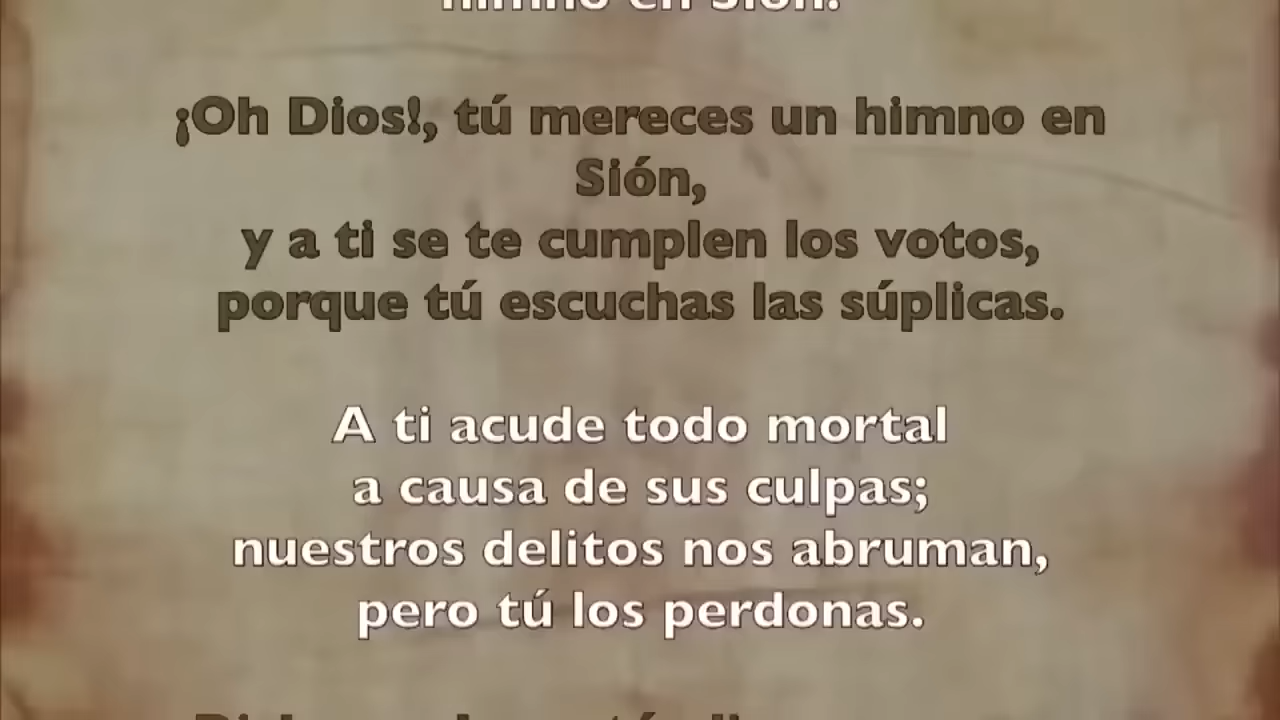 himno en Sión.
¡Oh Dios!, tú mereces un himno en
Sión,
y a ti se te cumplen los votos,
porque tú escuchas las súplicas.
A ti acude todo mortal
a causa de sus culpas;
nuestros delitos nos abruman,
pero tú los perdonas.